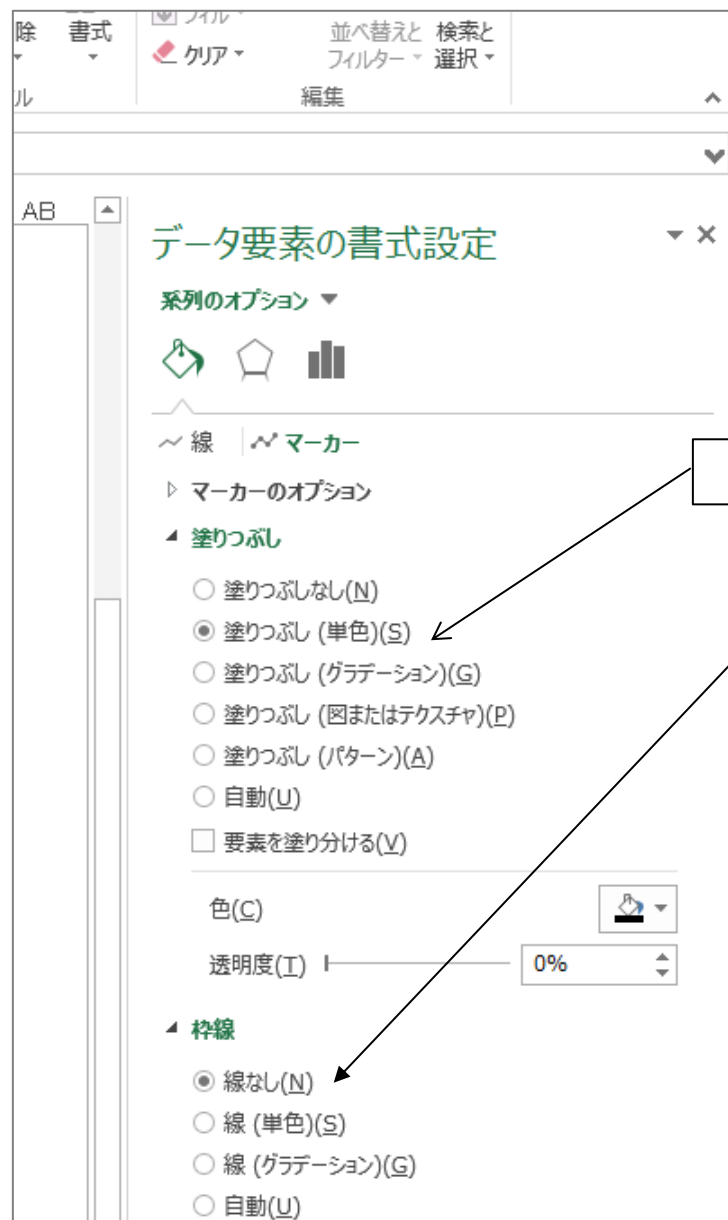 除 書式 フィル
クリア
並べ替えと 検索と
フィルター 選択
ル 編集
AB
データ要素の書式設定
系列のオプション
線 マーカー
マーカーのオプション
塗りつぶし
塗りつぶしなし(N)
塗りつぶし (単色)(S)
塗りつぶし (グラデーション)(G)
塗りつぶし (図またはテクスチャ)(P)
塗りつぶし (パターン)(A)
自動(U)
要素を塗り分ける(V)
色(C)
透明度(T) 0%
枠線
線なし(N)
線 (単色)(S)
線 (グラデーション)(G)
自動(U)